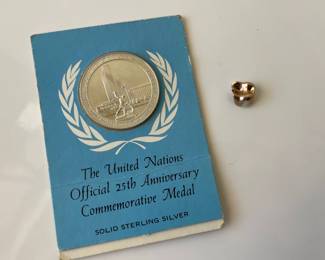 The United Nations
Official 25th Anniversary
Commemorative Medal
SOLID STERLING SILVER